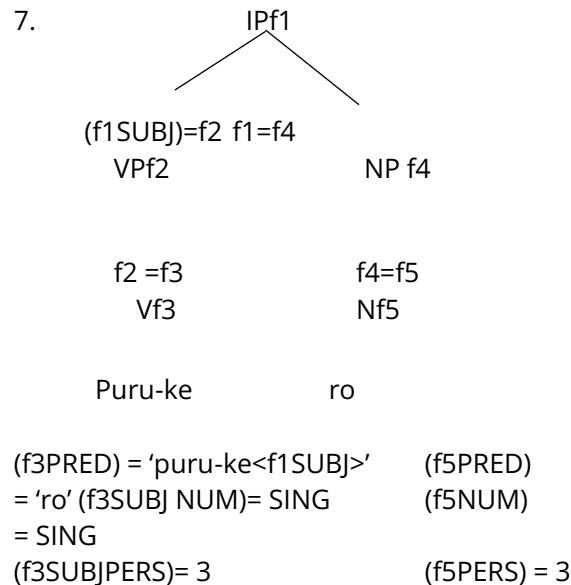 7. IPf1
(f1SUBJ)=f2 f1=f4
VPf2 NP f4
f2 =f3 f4=f5
Vf3 Nf5
Puru-ke ro
(f3PRED) = ‘puru-ke<f1SUBJ>’ (f5PRED)
= ‘ro’ (f3SUBJ NUM)= SING (f5NUM)
= SING
(f3SUBJPERS)= 3 (f5PERS) = 3